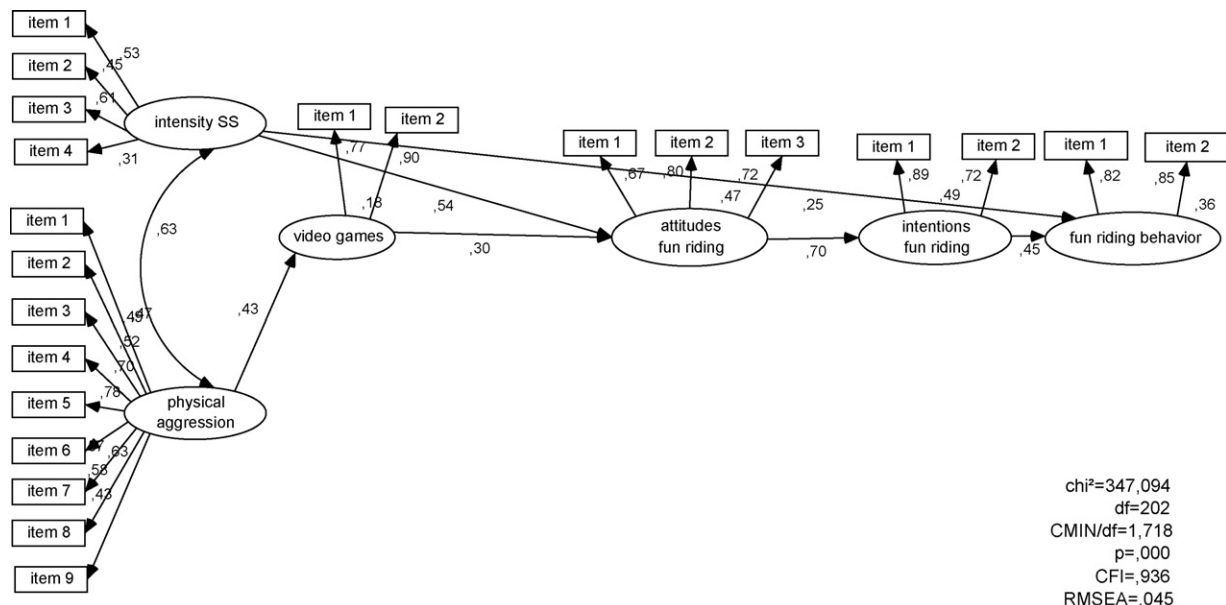 item 1
item 2
item 3
item 4
,53
,45
,61
,31
intensity SS
item 1
item 2
,77
,90
,18
video games
,63
,54
,30
item 1
item 2
item 3
,67
,80
,72
,47
attitudes
fun riding
,25
,70
item 1
item 2
,89
,72
,49
intentions
fun riding
,45
item 1
item 2
,82
,85
,36
fun riding behavior
item 1
item 2
item 3
item 4
item 5
item 6
item 7
item 8
item 9
,49
,47
,52
,70
,78
,63
,58
,43
physical
aggression
,43
chi²=347,094
df=202
CMIN/df=1,718
p=,000
CFI=,936
RMSEA=,045